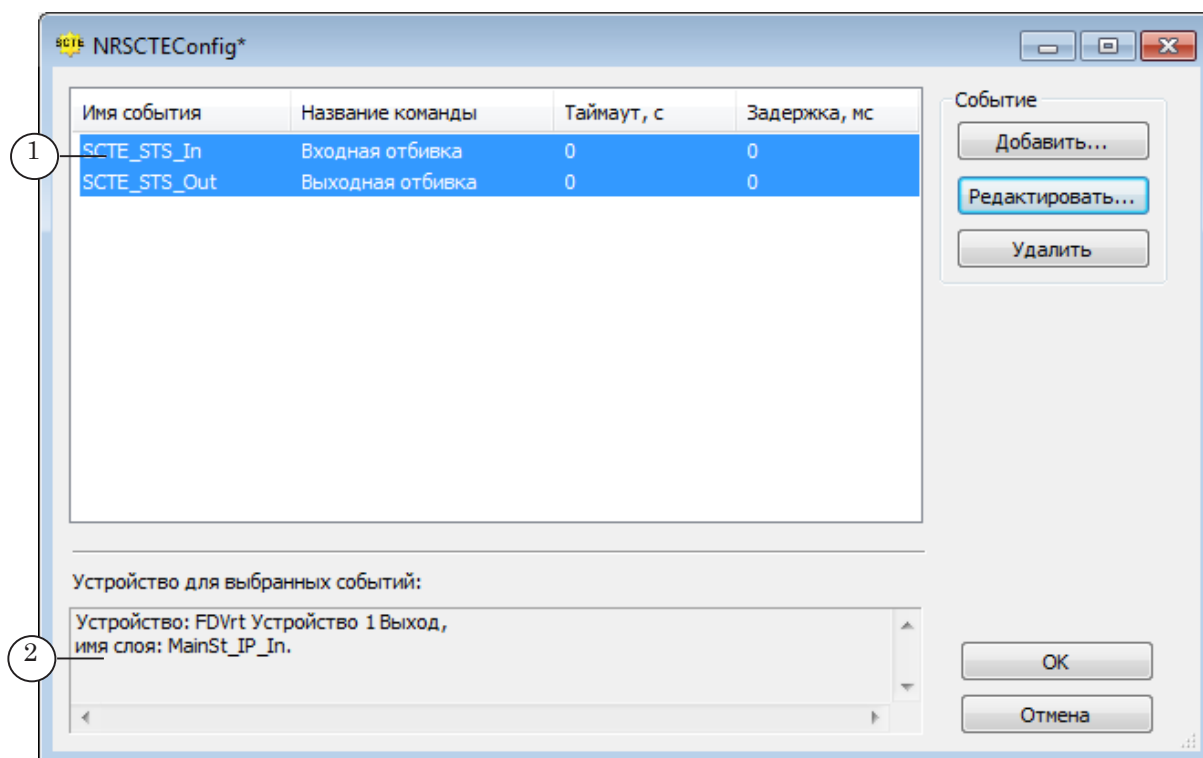 SCTE NRSCTEConfig*
Имя события Название команды Таймаут, с Задержка, мс
1 SCTE_STS_In Входная отбивка 0 0
SCTE_STS_Out Выходная отбивка 0 0
Событие
Добавить...
Редактировать...
Удалить
Устройство для выбранных событий:
Устройство: FDVrt Устройство 1 Выход,
2 имя слоя: MainSt_IP_In.
ОК
Отмена